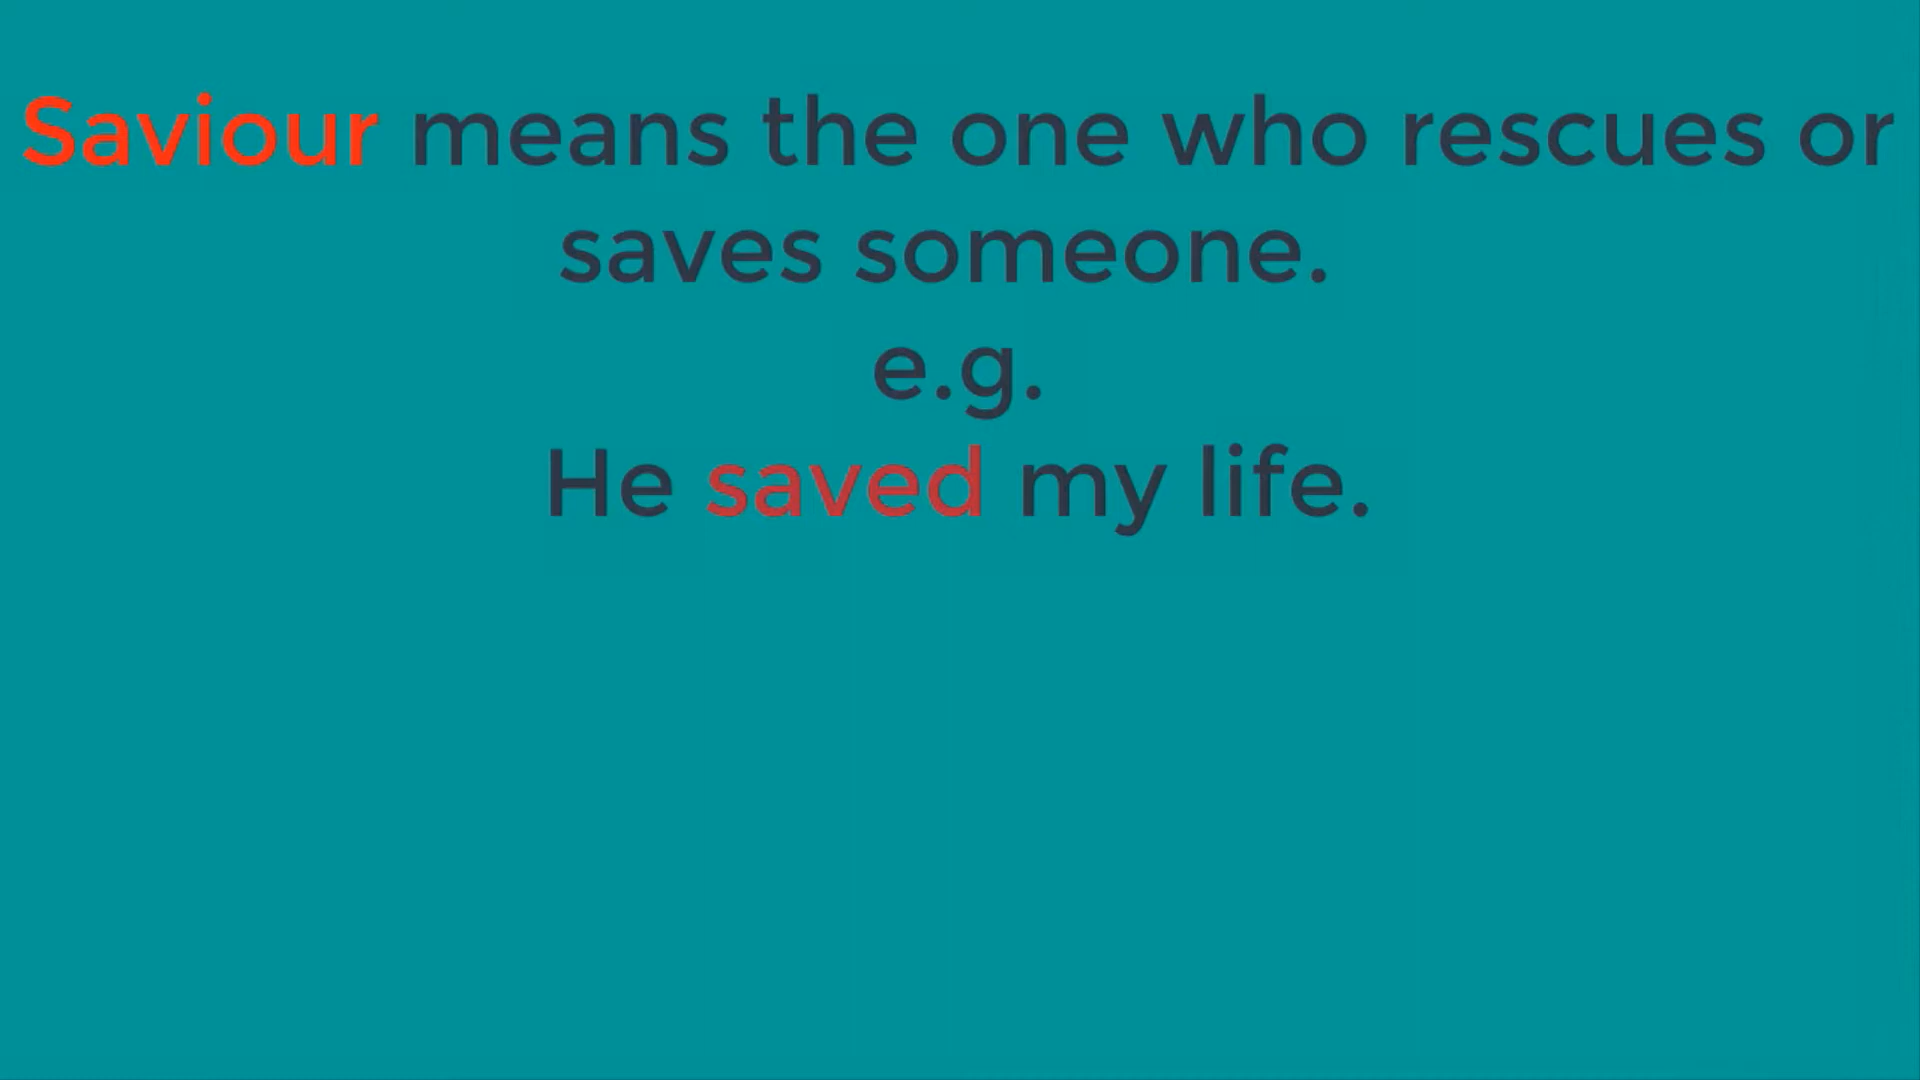 Saviour means the one who rescues or
saves someone.
e.g.
He saved my life.